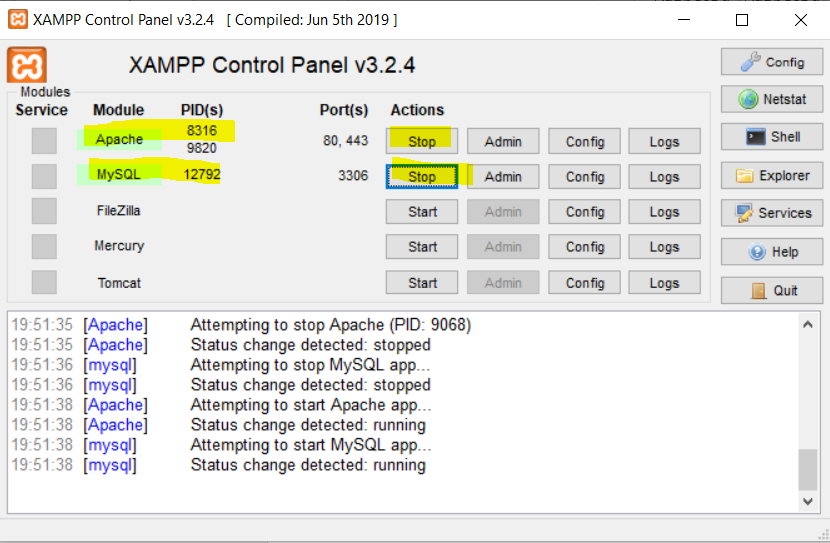 XAMPP Control Panel v3.2.4 [ Compiled: Jun 5th 2019 ]
XAMPP Control Panel v3.2.4
Config
Modules
Service Module PID(s) Port(s) Actions
Netstat
Apache 8316 80, 443 Stop Admin Config Logs
9820
Shell
MySQL 12792 3306 Stop Admin Config Logs
Explorer
FileZilla Start Admin Config Logs
Services
Mercury Start Admin Config Logs
Help
Tomcat Start Admin Config Logs
Quit
19:51:35 [Apache] Attempting to stop Apache (PID: 9068)
19:51:35 [Apache] Status change detected: stopped
19:51:36 [mysql] Attempting to stop MySQL app...
19:51:36 [mysql] Status change detected: stopped
19:51:38 [Apache] Attempting to start Apache app...
19:51:38 [Apache] Status change detected: running
19:51:38 [mysql] Attempting to start MySQL app...
19:51:38 [mysql] Status change detected: running